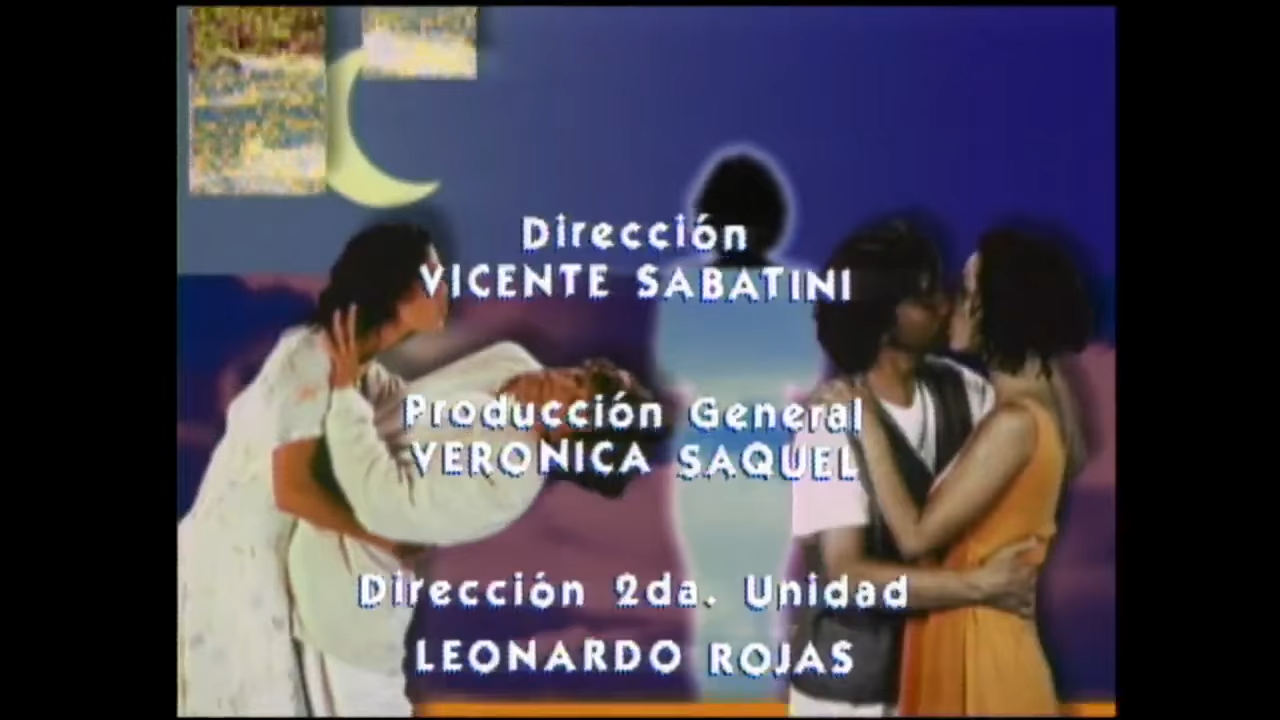 Dirección
VICENTE SABATINI
Producción General
VERONICA SAQUEL
Dirección 2da. Unidad
LEONARDO ROJAS